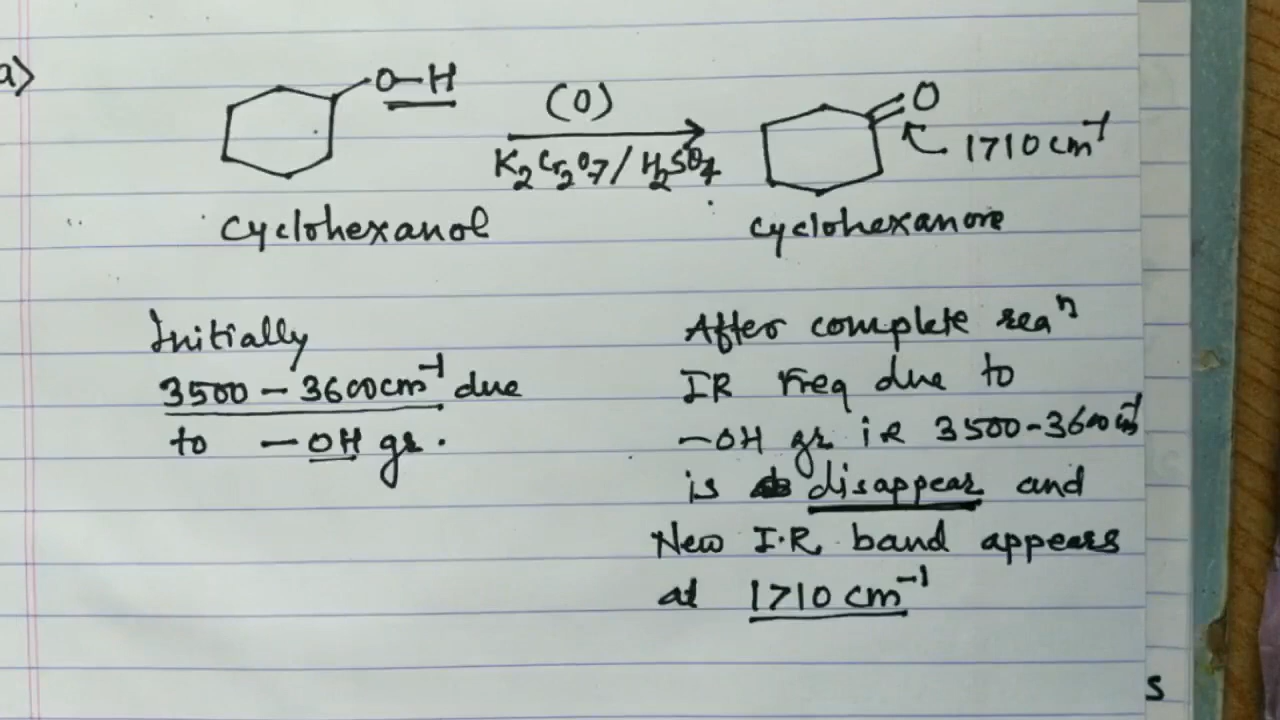 a)
O-H
(O)
K2Cr2O7/H2SO4
O
1710 cm-1
cyclohexanol
cyclohexanone
Initially
3500 - 3600 cm-1 due
to - OH gr.
After complete rean
IR Freq due to
-OH gr ie 3500-3600 cm-1
is disappear and
New I.R band appears
at 1710 cm-1
s